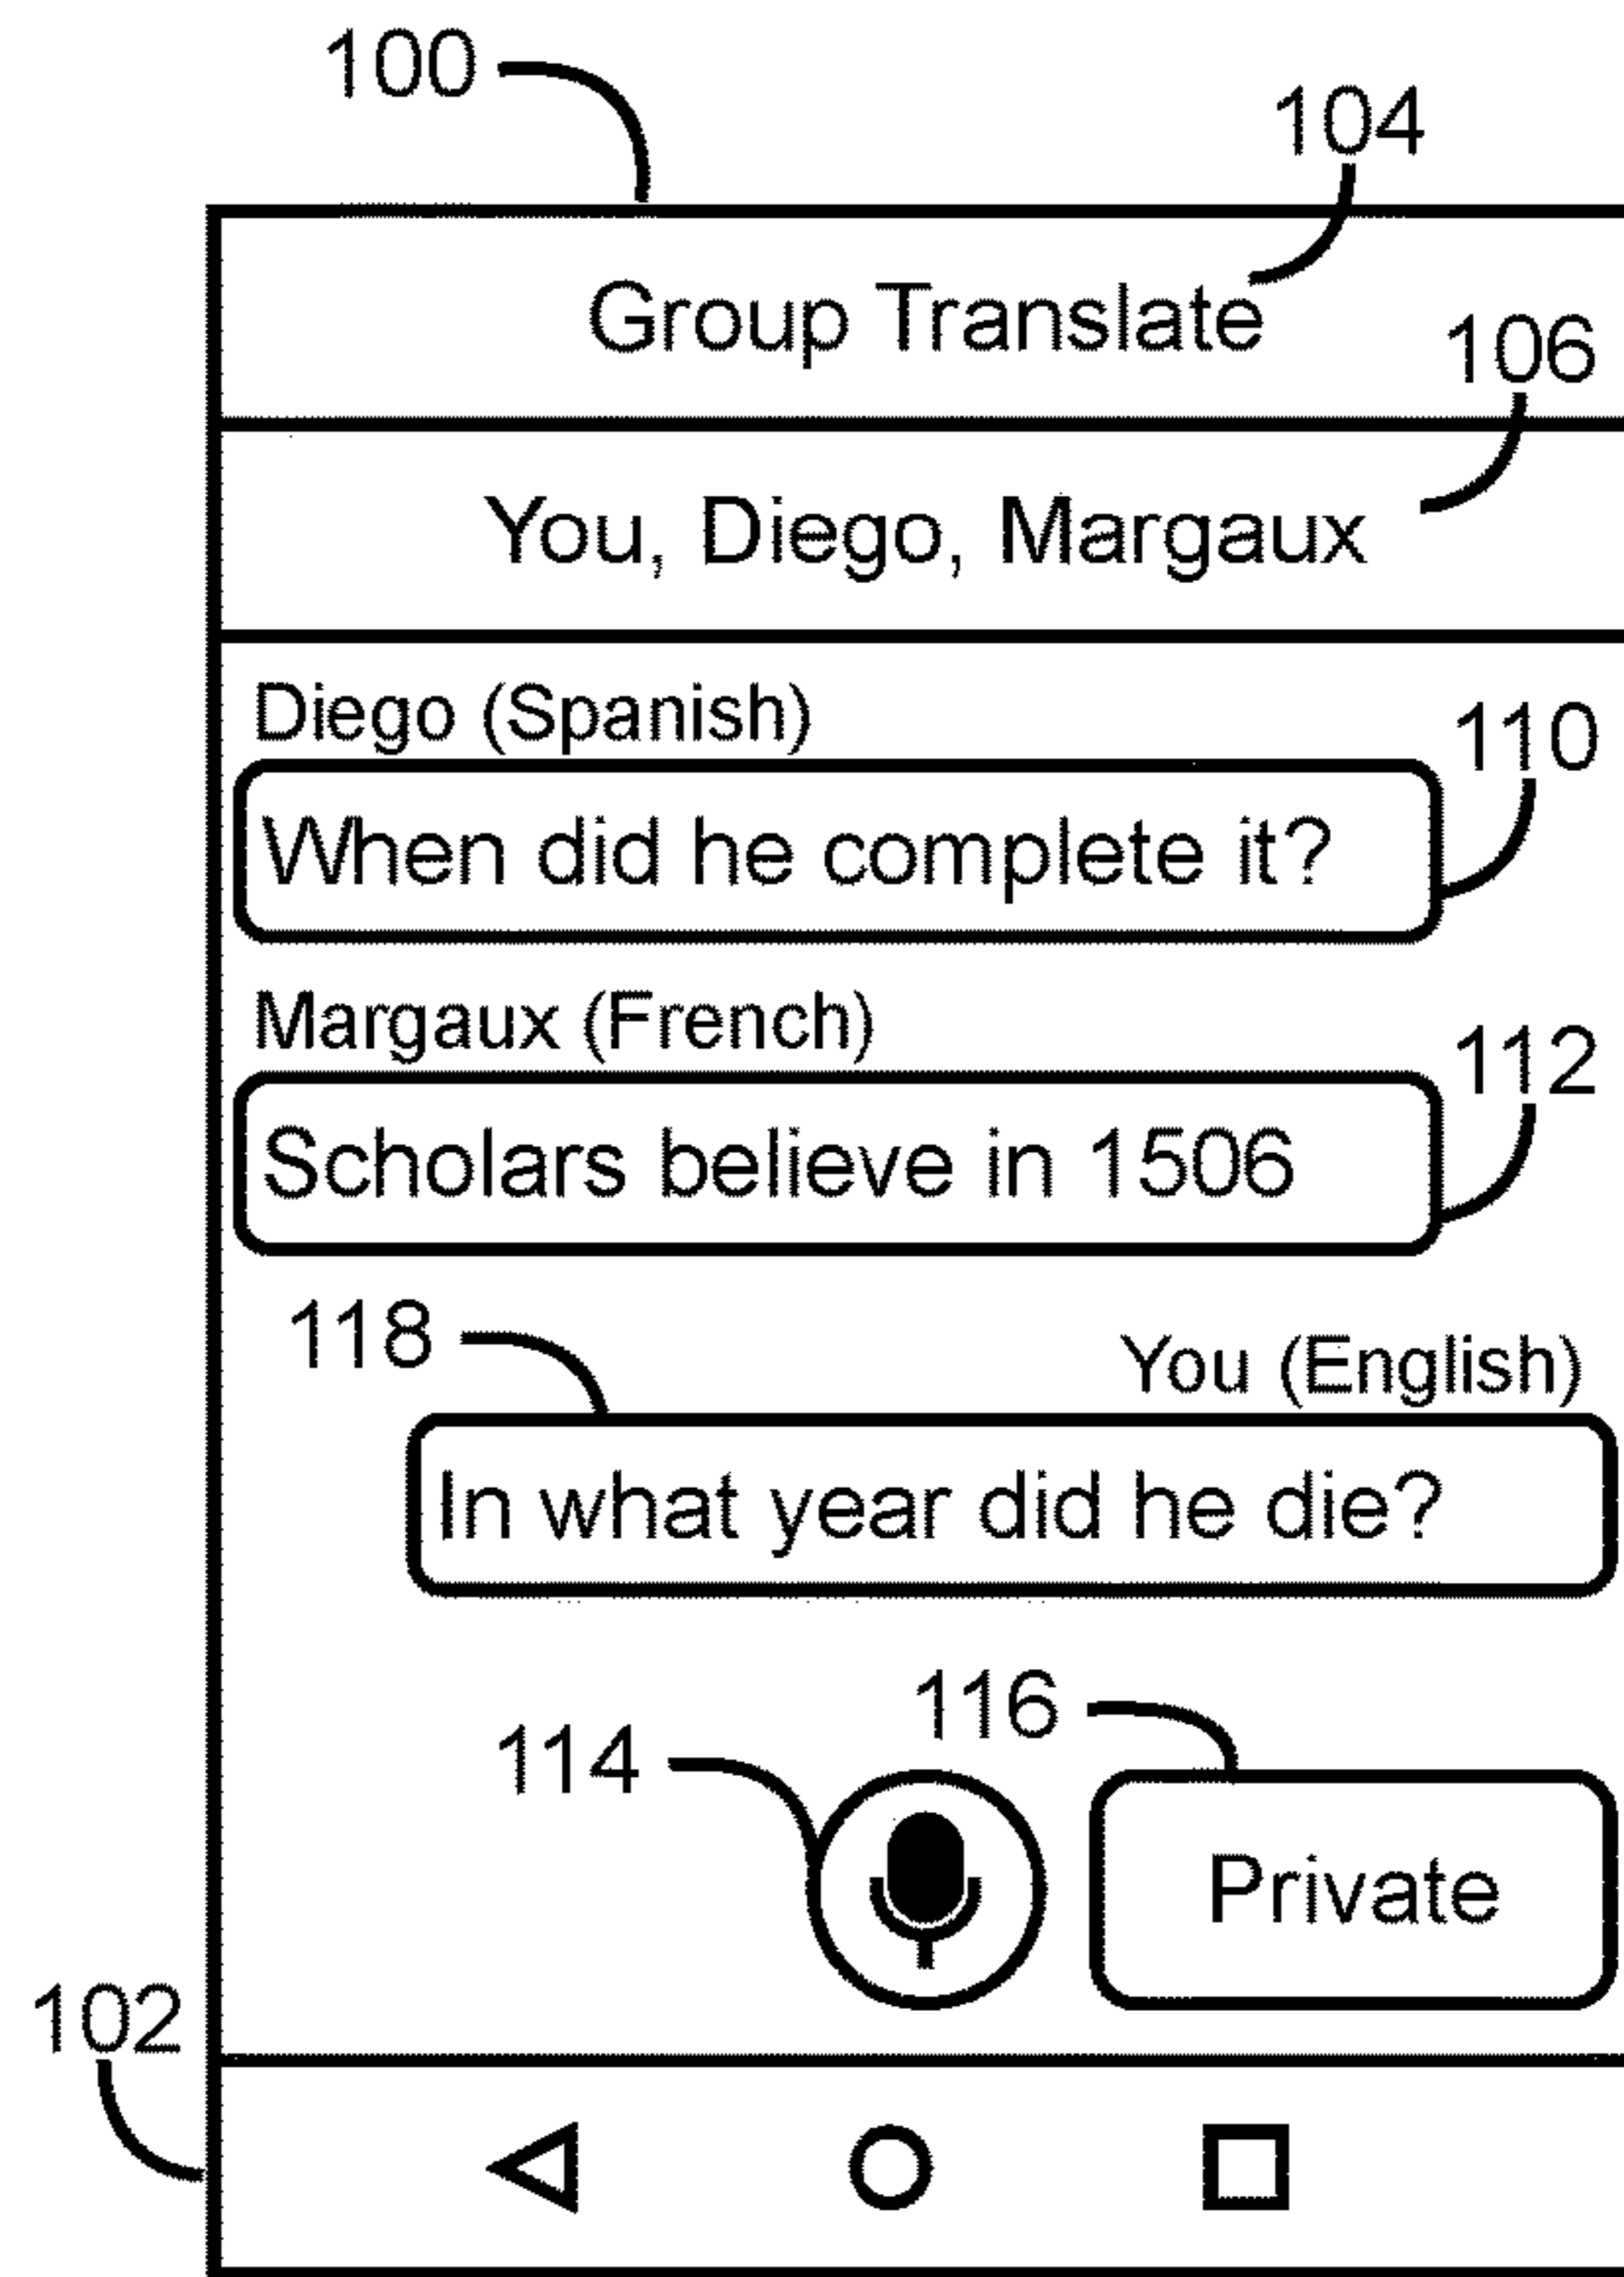 100
104
Group Translate
106
You, Diego, Margaux
Diego (Spanish)
110
When did he complete it?
Margaux (French)
112
Scholars believe in 1506
118
You (English)
In what year did he die?
116
114
Private
102